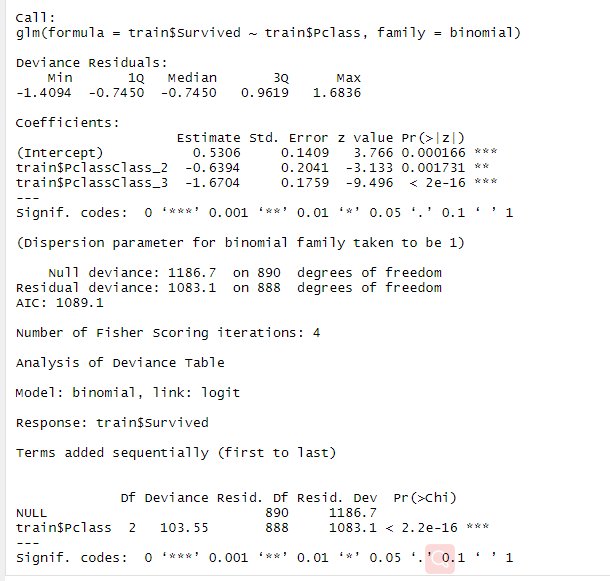 Call:
glm(formula = train$Survived ~ train$Pclass, family = binomial)
Deviance Residuals:
    Min       1Q   Median       3Q      Max
-1.4094  -0.7450  -0.7450   0.9619   1.6836
Coefficients:
                     Estimate Std. Error z value Pr(>|z|)
(Intercept)            0.5306     0.1409   3.766 0.000166 ***
train$PclassClass_2   -0.6394     0.2041  -3.133 0.001731 **
train$PclassClass_3   -1.6704     0.1759  -9.496  < 2e-16 ***
---
Signif. codes:  0 ‘***’ 0.001 ‘**’ 0.01 ‘*’ 0.05 ‘.’ 0.1 ‘ ’ 1
(Dispersion parameter for binomial family taken to be 1)
    Null deviance: 1186.7  on 890  degrees of freedom
Residual deviance: 1083.1  on 888  degrees of freedom
AIC: 1089.1
Number of Fisher Scoring iterations: 4
Analysis of Deviance Table
Model: binomial, link: logit
Response: train$Survived
Terms added sequentially (first to last)
             Df Deviance Resid. Df Resid. Dev  Pr(>Chi)
NULL                           890     1186.7
train$Pclass  2   103.55       888     1083.1 < 2.2e-16 ***
---
Signif. codes:  0 ‘***’ 0.001 ‘**’ 0.01 ‘*’ 0.05 ‘.’ 0.1 ‘ ’ 1